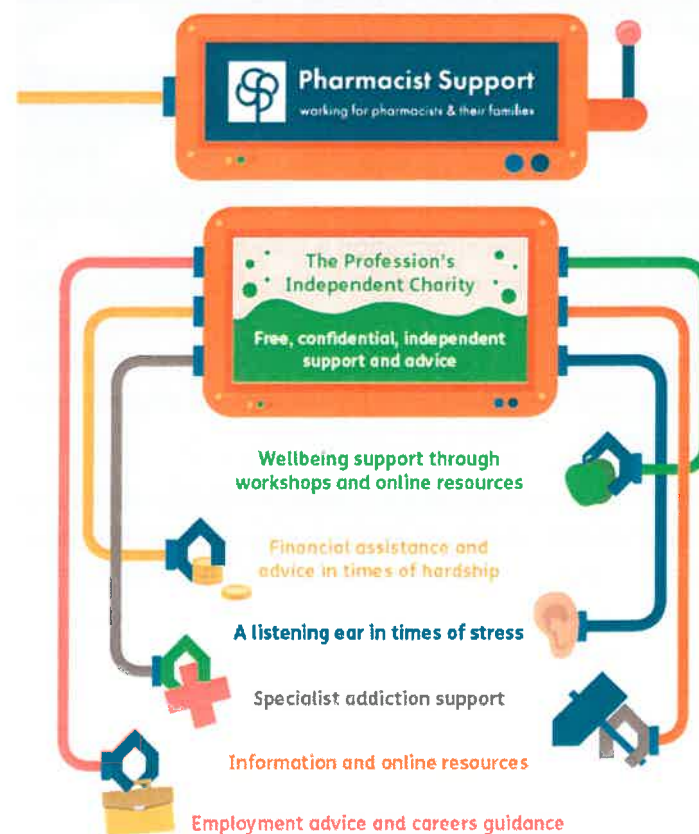 Pharmacist Support
working for pharmacists & their families
The Profession's
Independent Charity
Free, confidential, independent
support and advice
Wellbeing support through
workshops and online resources
Financial assistance and
advice in times of hardship
A listening ear in times of stress
Specialist addiction support
Information and online resources
Employment advice and careers guidance